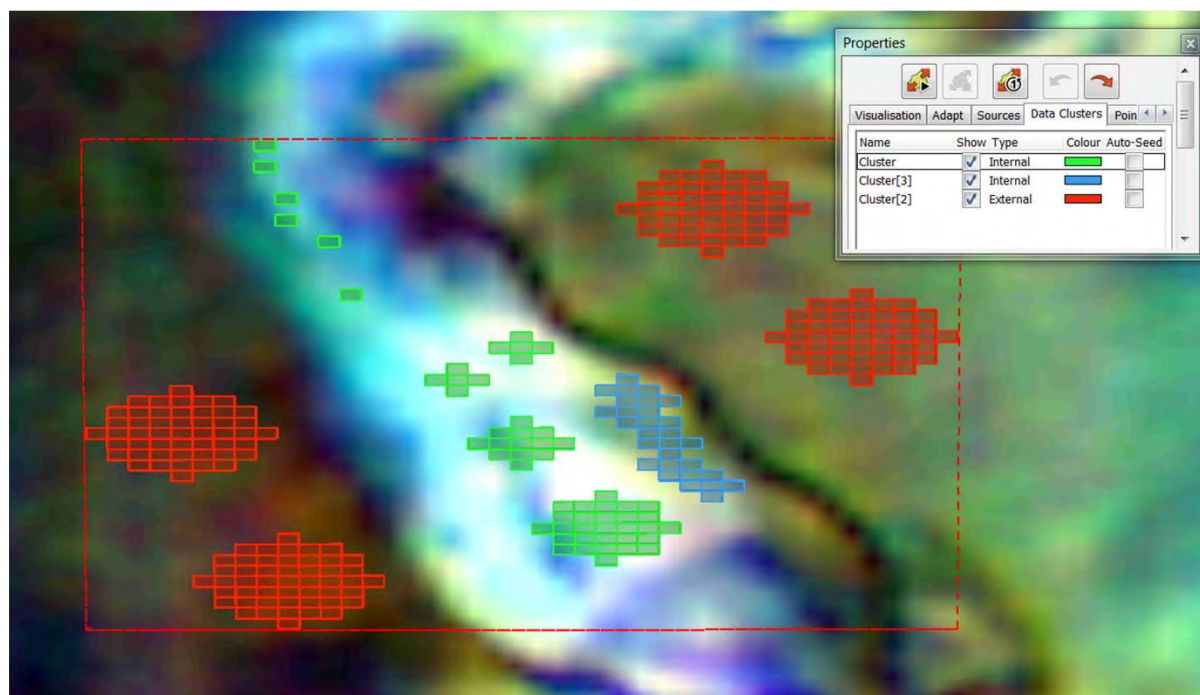 Properties
Visualisation Adapt Sources Data Clusters Poin
Name Show Type Colour Auto-Seed
Cluster Internal
Cluster[3] Internal
Cluster[2] External